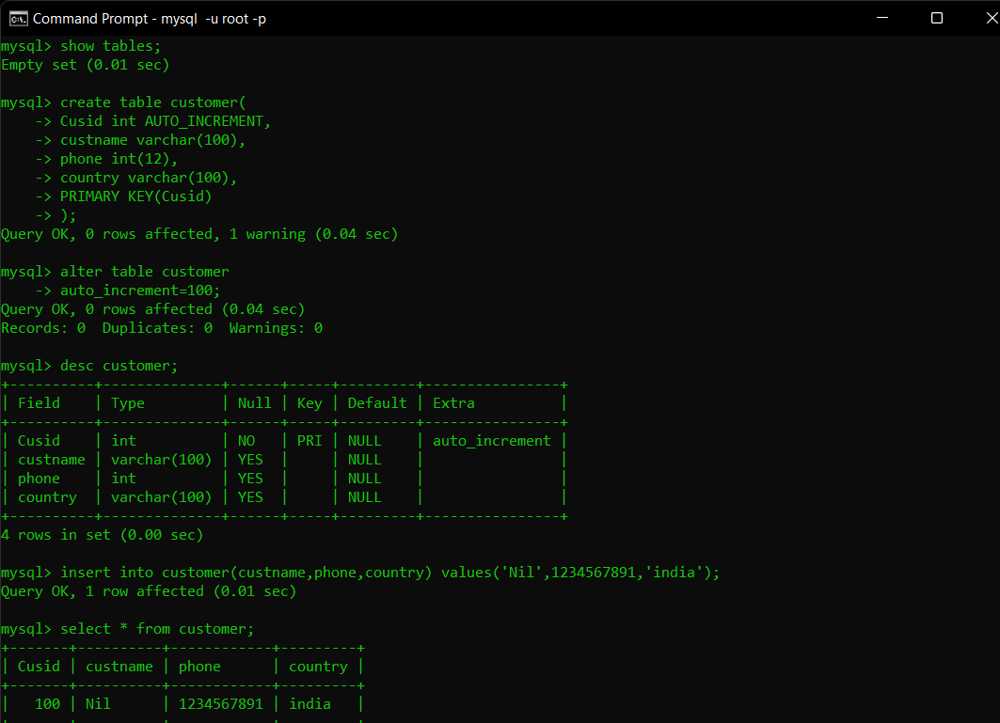 Command Prompt - mysql  -u root -p
mysql> show tables;
Empty set (0.01 sec)
mysql> create table customer(
    -> Cusid int AUTO_INCREMENT,
    -> custname varchar(100),
    -> phone int(12),
    -> country varchar(100),
    -> PRIMARY KEY(Cusid)
    -> );
Query OK, 0 rows affected, 1 warning (0.04 sec)
mysql> alter table customer
    -> auto_increment=100;
Query OK, 0 rows affected (0.04 sec)
Records: 0  Duplicates: 0  Warnings: 0
mysql> desc customer;
+----------+--------------+------+-----+---------+----------------+
| Field    | Type         | Null | Key | Default | Extra          |
+----------+--------------+------+-----+---------+----------------+
| Cusid    | int          | NO   | PRI | NULL    | auto_increment |
| custname | varchar(100) | YES  |     | NULL    |                |
| phone    | int          | YES  |     | NULL    |                |
| country  | varchar(100) | YES  |     | NULL    |                |
+----------+--------------+------+-----+---------+----------------+
4 rows in set (0.00 sec)
mysql> insert into customer(custname,phone,country) values('Nil',1234567891,'india');
Query OK, 1 row affected (0.01 sec)
mysql> select * from customer;
+-------+----------+------------+---------+
| Cusid | custname | phone      | country |
+-------+----------+------------+---------+
|   100 | Nil      | 1234567891 | india   |